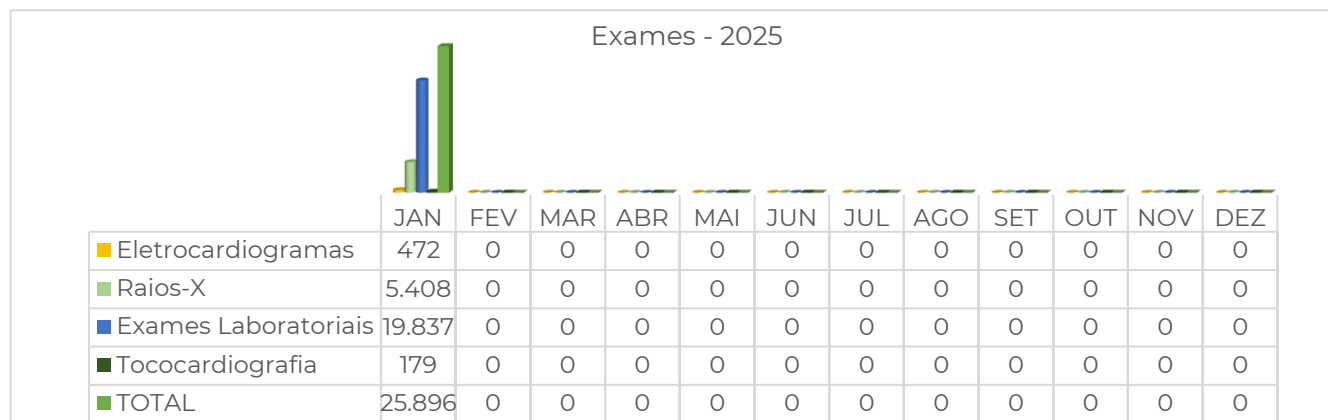 Exames - 2025
JAN FEV MAR ABR MAI JUN JUL AGO SET OUT NOV DEZ
Eletrocardiogramas 472 0 0 0 0 0 0 0 0 0 0 0
Raios-X 5.408 0 0 0 0 0 0 0 0 0 0 0
Exames Laboratoriais 19.837 0 0 0 0 0 0 0 0 0 0 0
Tococardiografia 179 0 0 0 0 0 0 0 0 0 0 0
TOTAL 25.896 0 0 0 0 0 0 0 0 0 0 0